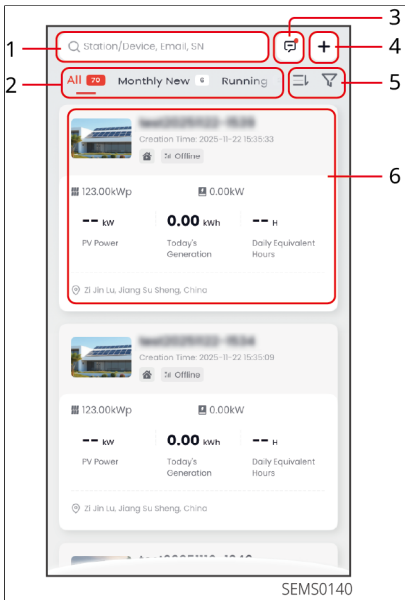 3
1 Station/Device, Email, SN 4
2 All 70 Monthly New 6 Running 5
Creation Time: 2025-11-22 15:35:33
Offline
6
123.00kWp 0.00kW
-- kW 0.00 kWh -- H
PV Power Today's Daily Equivalent
Generation Hours
Zi Jin Lu, Jiang Su Sheng, China
Creation Time: 2025-11-22 15:35:09
Offline
123.00kWp 0.00kW
-- kW 0.00 kWh -- H
PV Power Today's Daily Equivalent
Generation Hours
Zi Jin Lu, Jiang Su Sheng, China
SEMS0140